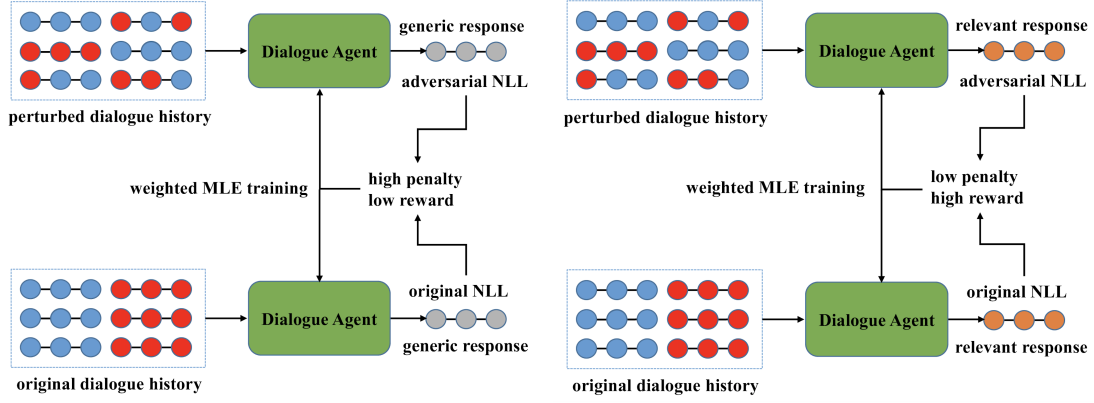 generic response
Dialogue Agent
adversarial NLL
perturbed dialogue history
weighted MLE training
high penalty
low reward
original NLL
Dialogue Agent
generic response
original dialogue history
relevant response
Dialogue Agent
adversarial NLL
perturbed dialogue history
weighted MLE training
low penalty
high reward
original NLL
Dialogue Agent
relevant response
original dialogue history